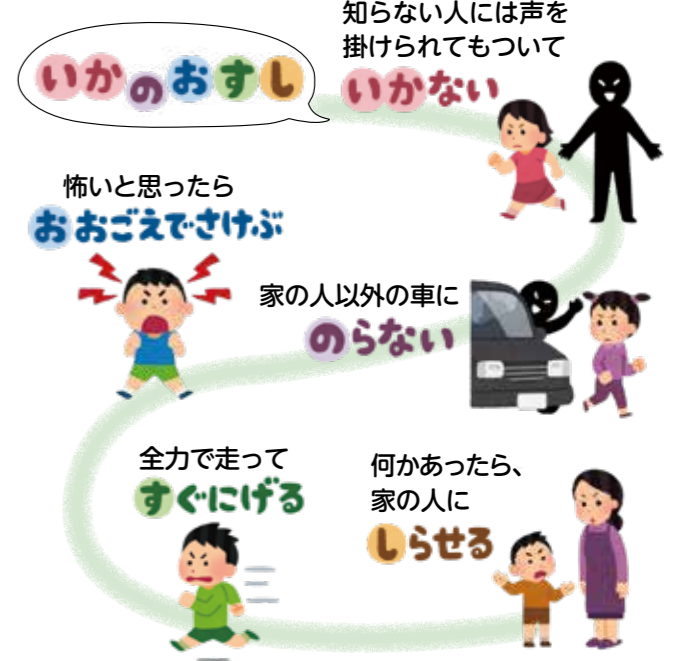 いかのおすし
知らない人には声を
掛けられてもついて
いかない
家の人以外の車に
のらない
怖いと思ったら
おおごえでさけぶ
全力で走って
すぐにげる
何かあったら、
家の人に
しらせる